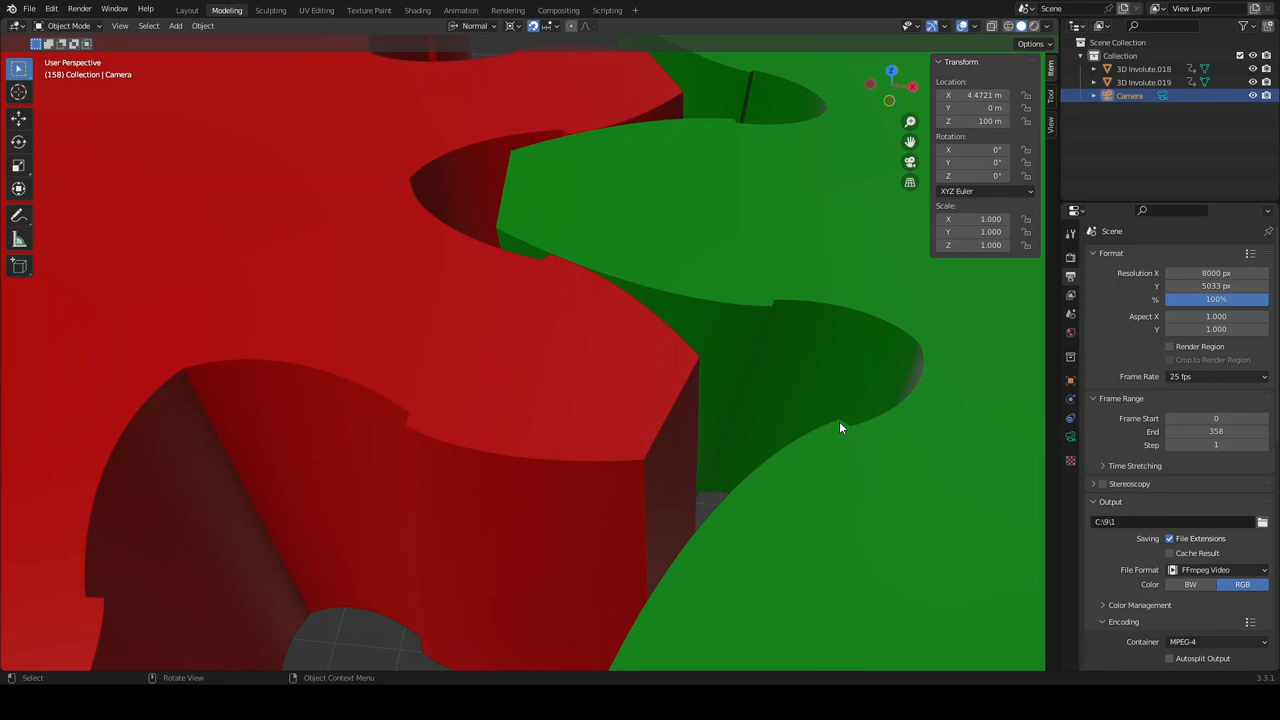 File Edit Render Window Help Layout Modeling Sculpting UV Editing Texture Paint Shading Animation Rendering Compositing Scripting + Scene View Layer
Object Mode View Select Add Object Normal
Options
User Perspective
(158) Collection | Camera
Z
X
Transform
Location:
X 4.4721 m
Y 0 m
Z 100 m
Rotation:
X 0°
Y 0°
Z 0°
XYZ Euler
Scale:
X 1.000
Y 1.000
Z 1.000
Item
Tool
View
Scene Collection
Collection
3D Involute.018
3D Involute.019
Camera
Scene
Format
Resolution X 8000 px
Y 5033 px
% 100%
Aspect X 1.000
Y 1.000
Render Region
Crop to Render Region
Frame Rate 25 fps
Frame Range
Frame Start 0
End 358
Step 1
Time Stretching
Stereoscopy
Output
C:\9\1
Saving File Extensions
Cache Result
File Format FFmpeg Video
Color BW RGB
Color Management
Encoding
Container MPEG-4
Autosplit Output
Select Rotate View Object Context Menu 3.3.1